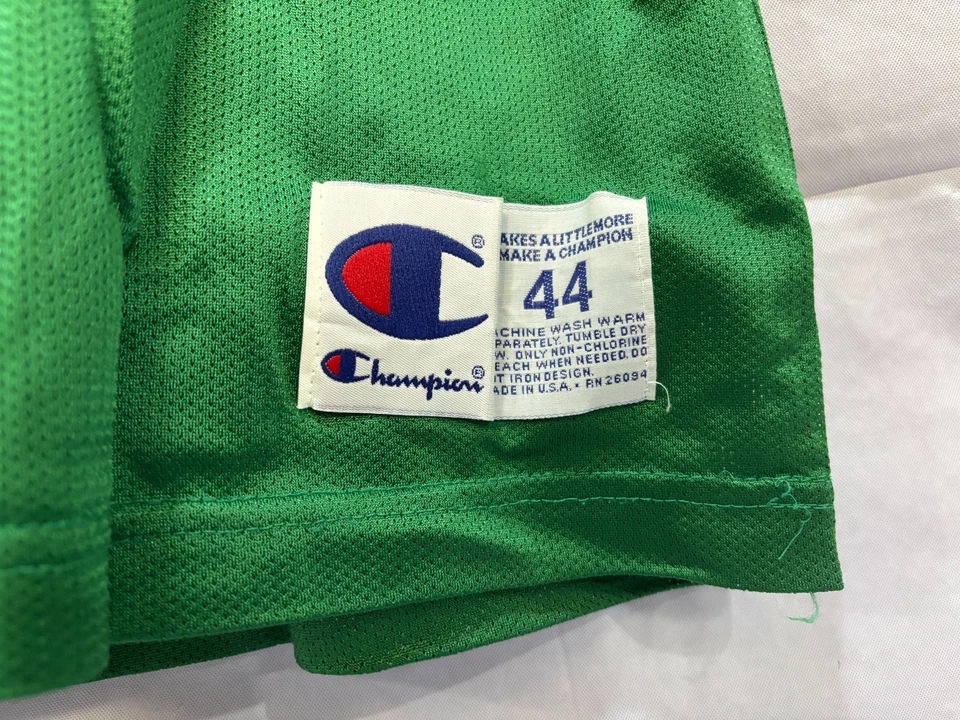 ®
Champion®
AKES A LITTLE MORE
MAKE A CHAMPION
44
CHINE WASH WARM
PARATELY. TUMBLE DRY
W. ONLY NON-CHLORINE
EACH WHEN NEEDED. DO
T IRON DESIGN.
ADE IN U.S.A. • RN 26094